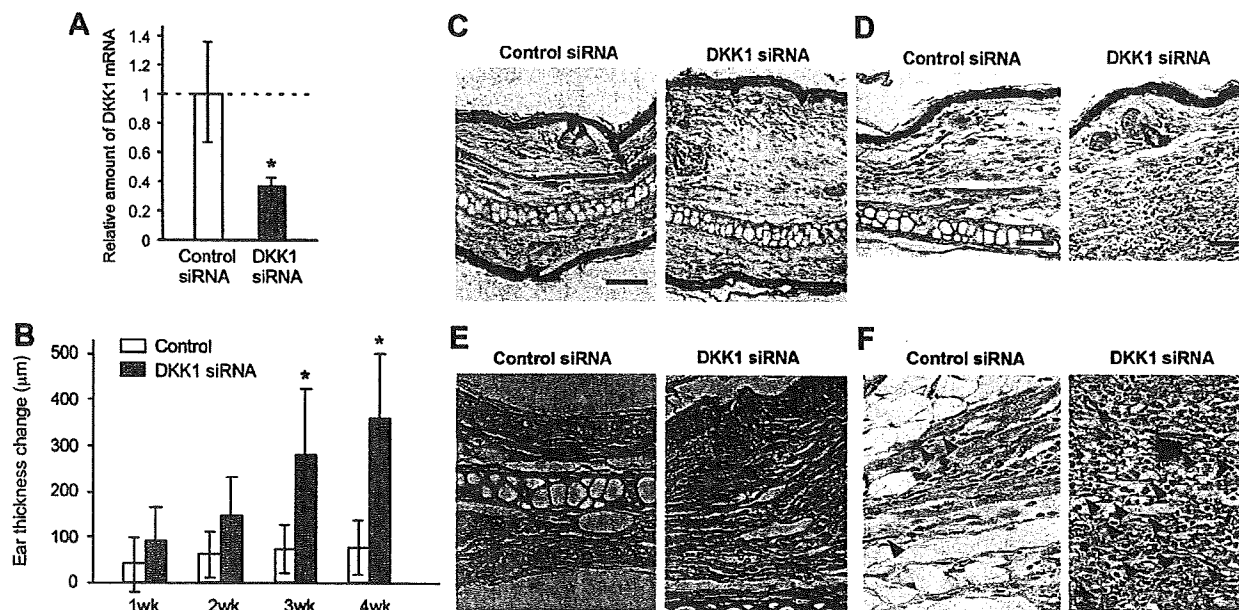 A
Relative amount of DKK1 mRNA
1.4
1.2
1
0.8
0.6
0.4
0.2
0
*
Control siRNA
DKK1 siRNA
B
Ear thickness change (μm)
500
400
300
200
100
0
Control
DKK1 siRNA
*
*
1wk
2wk
3wk
4wk
C
Control siRNA
DKK1 siRNA
D
Control siRNA
DKK1 siRNA
E
Control siRNA
DKK1 siRNA
F
Control siRNA
DKK1 siRNA